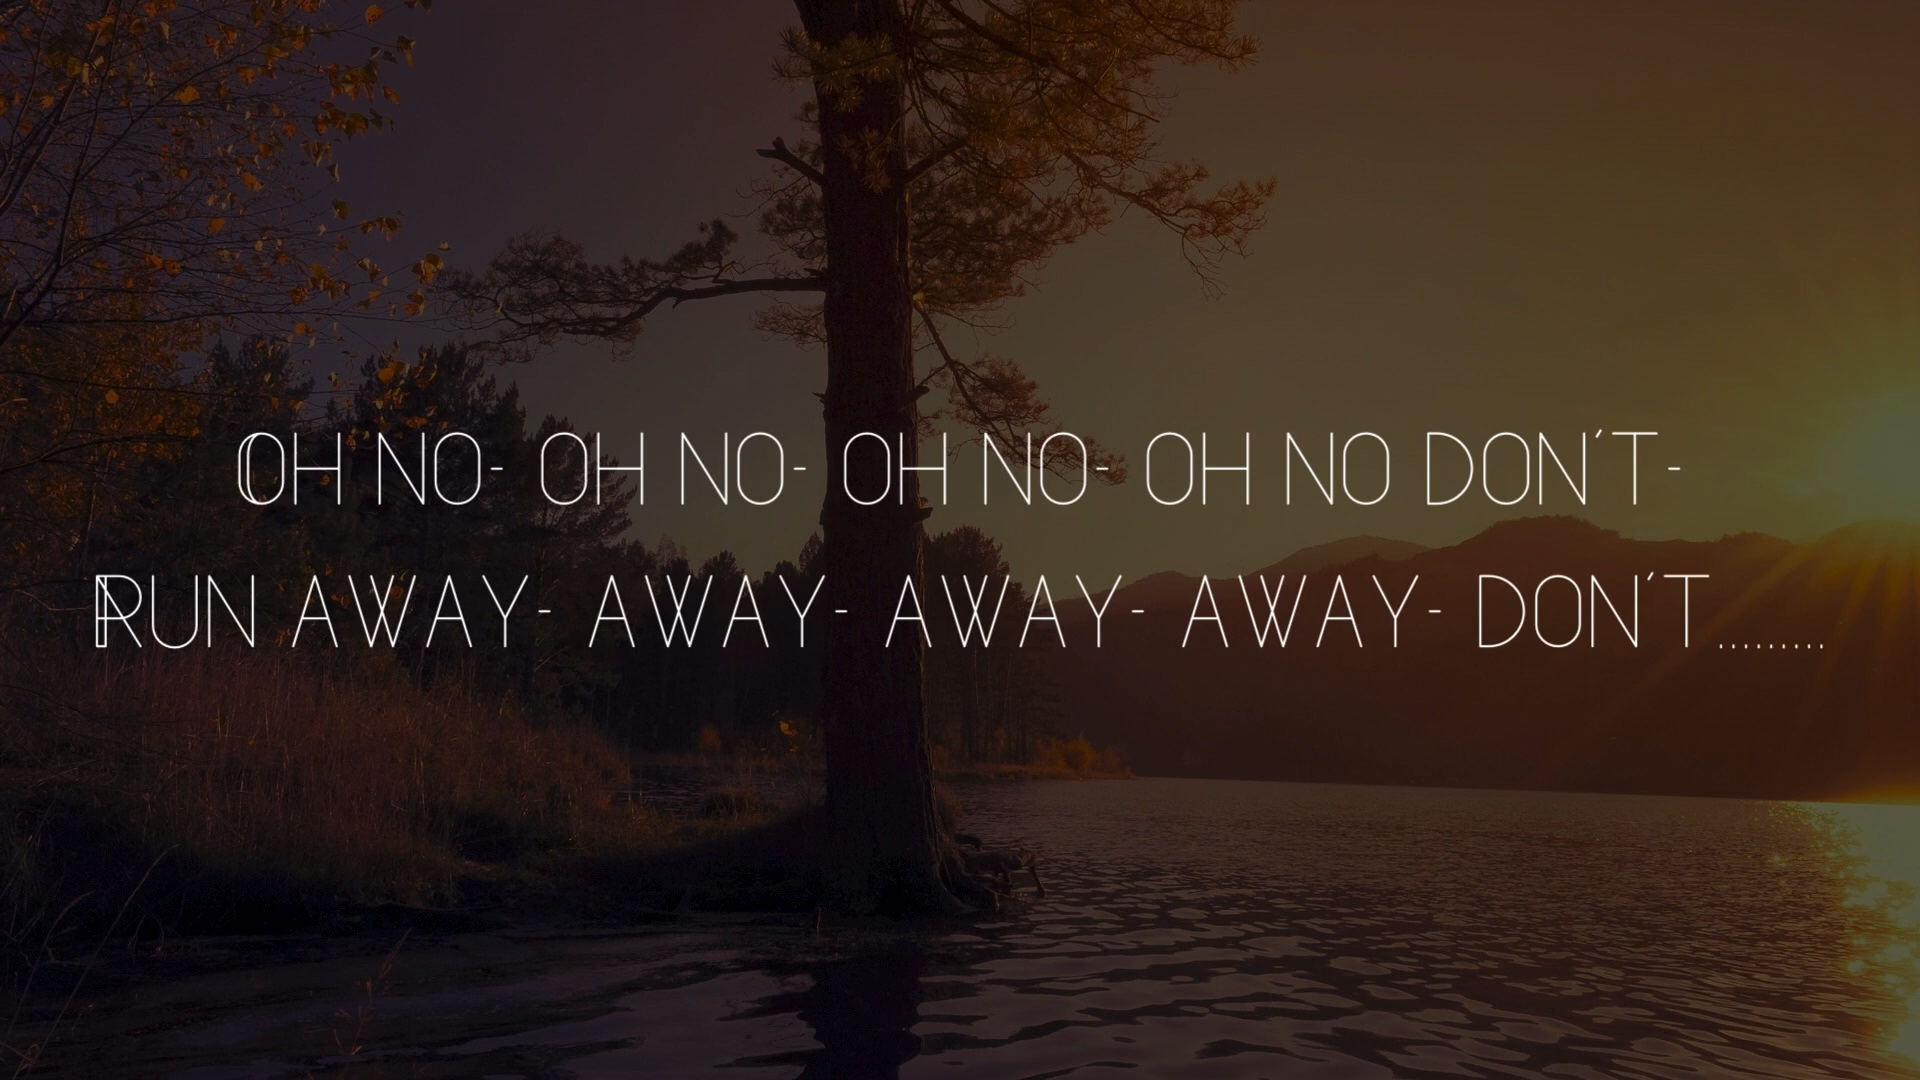 OH NO- OH NO- OH NO- OH NO DON'T-
RUN AWAY- AWAY- AWAY- AWAY- DON'T.........